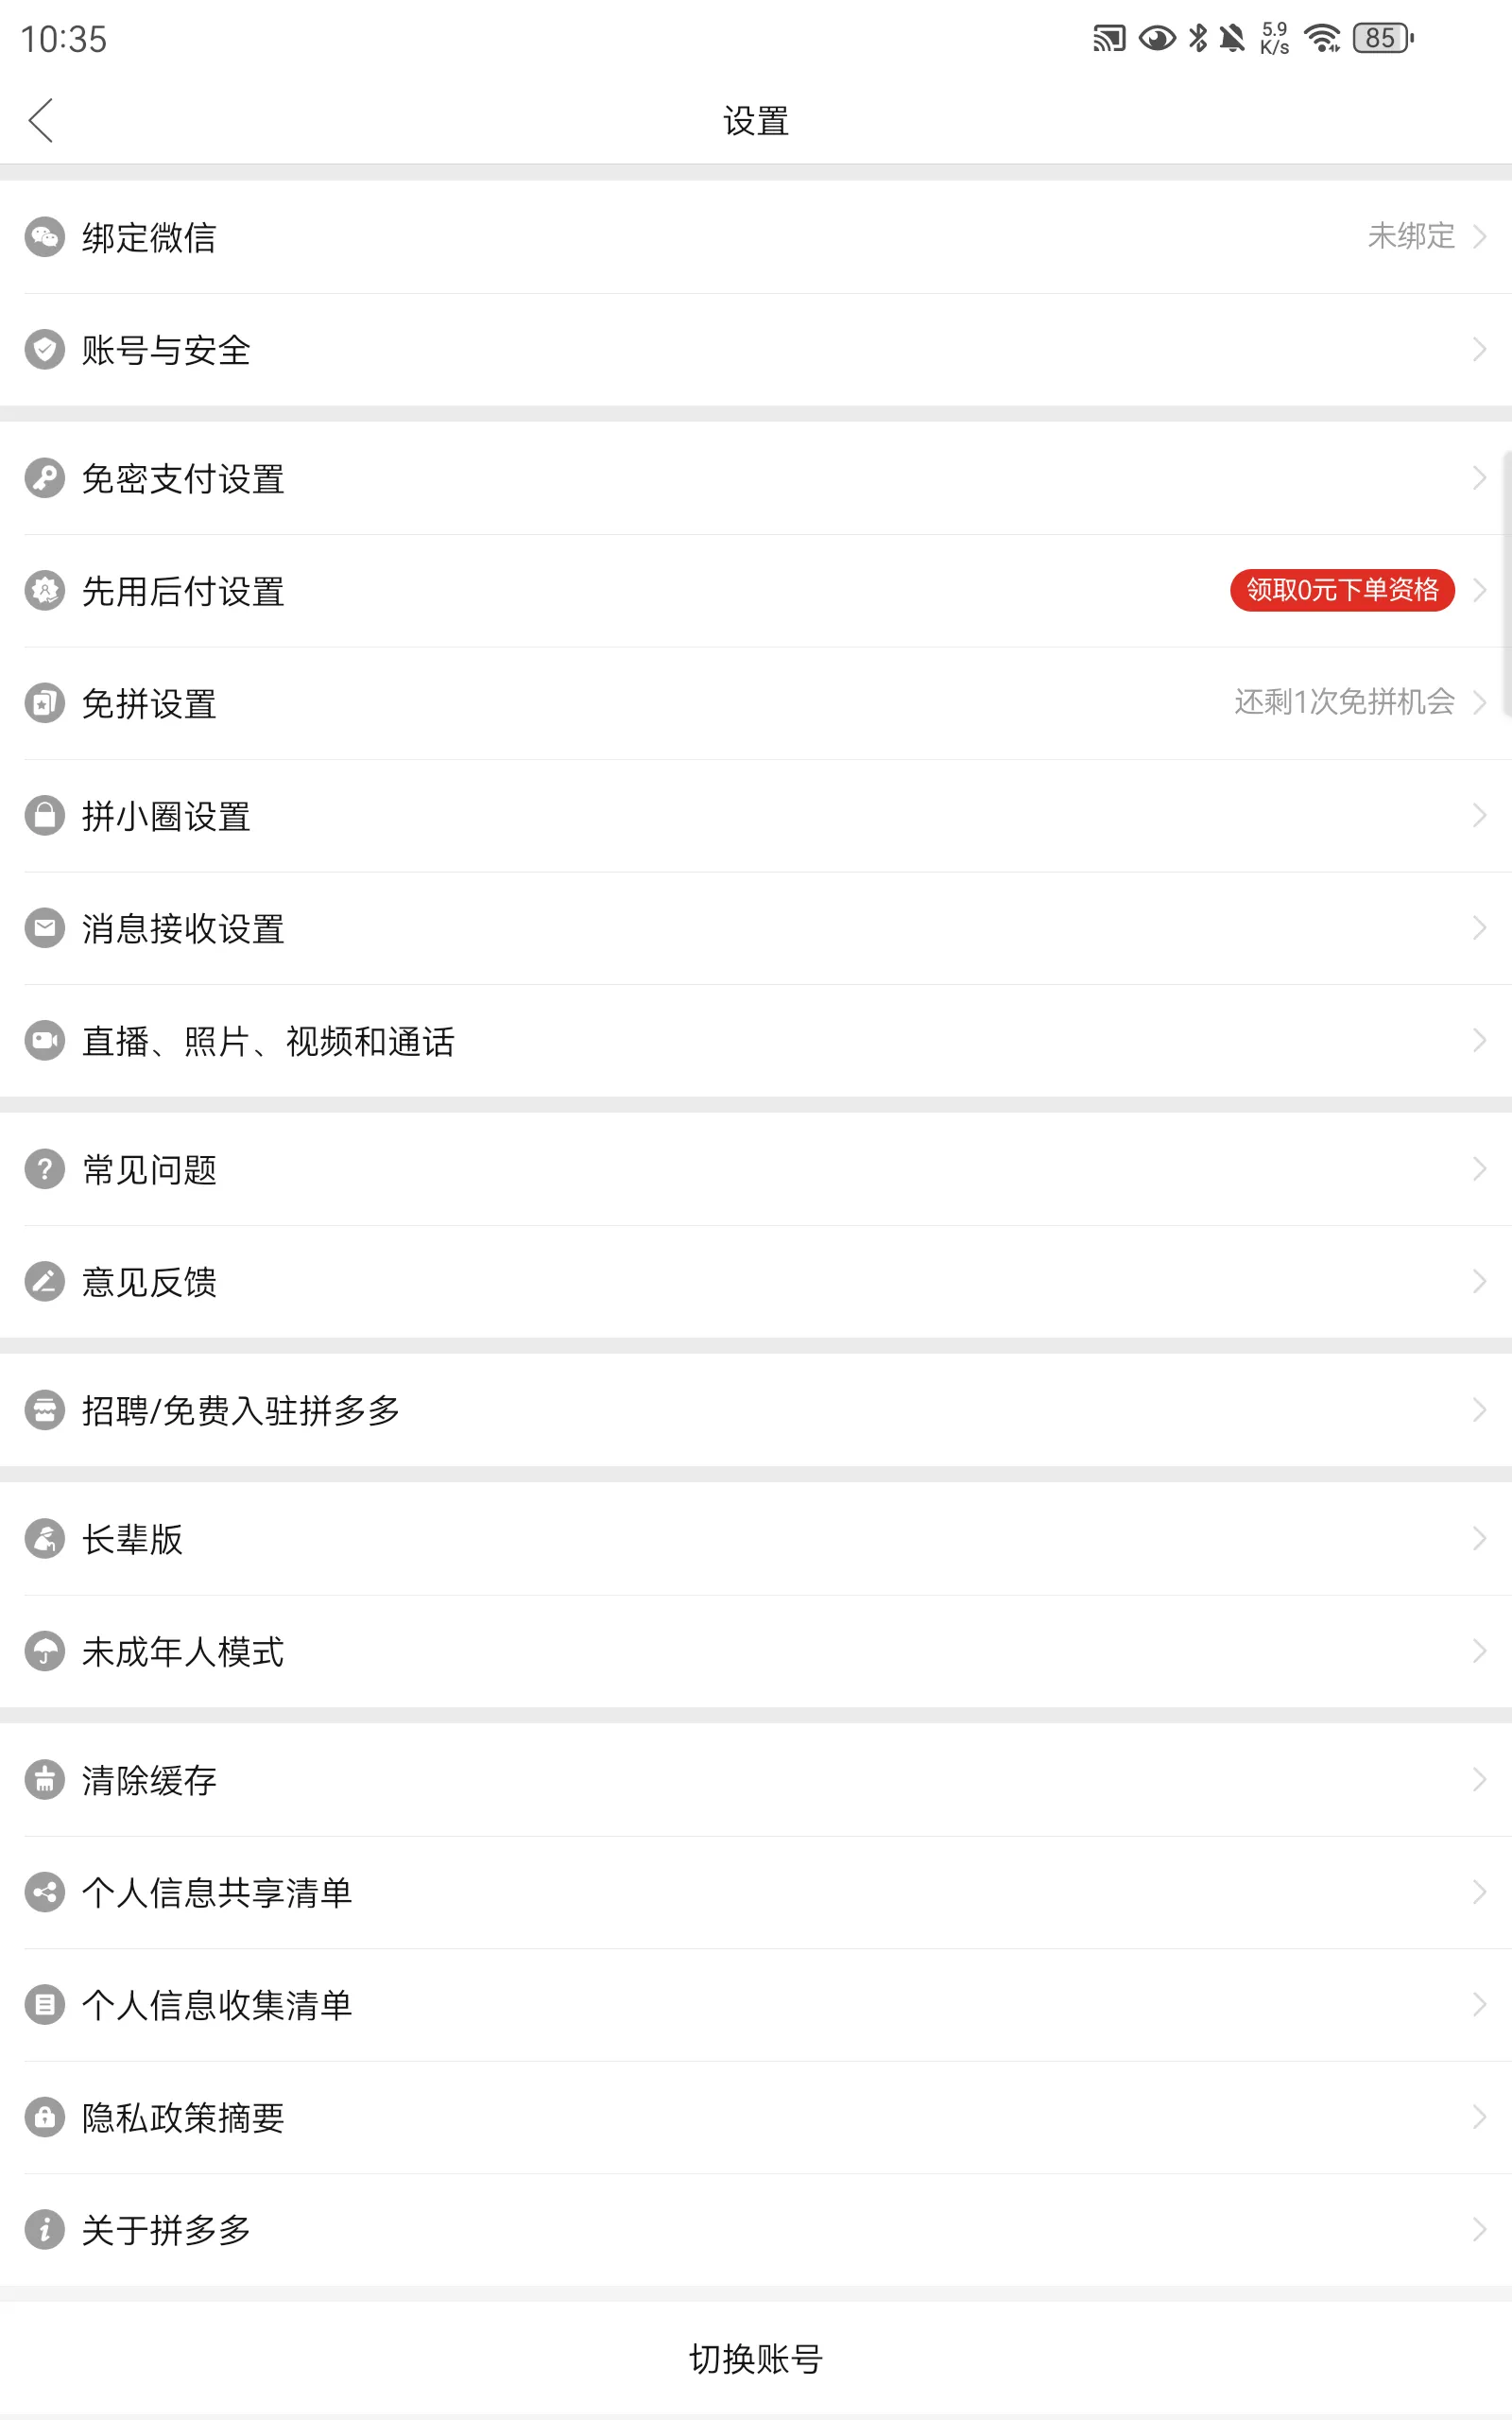 10:35
5.9
K/s
85
设置
绑定微信
未绑定
账号与安全
免密支付设置
先用后付设置
领取0元下单资格
免拼设置
还剩1次免拼机会
拼小圈设置
消息接收设置
直播、照片、视频和通话
常见问题
意见反馈
招聘/免费入驻拼多多
长辈版
未成年人模式
清除缓存
个人信息共享清单
个人信息收集清单
隐私政策摘要
关于拼多多
切换账号